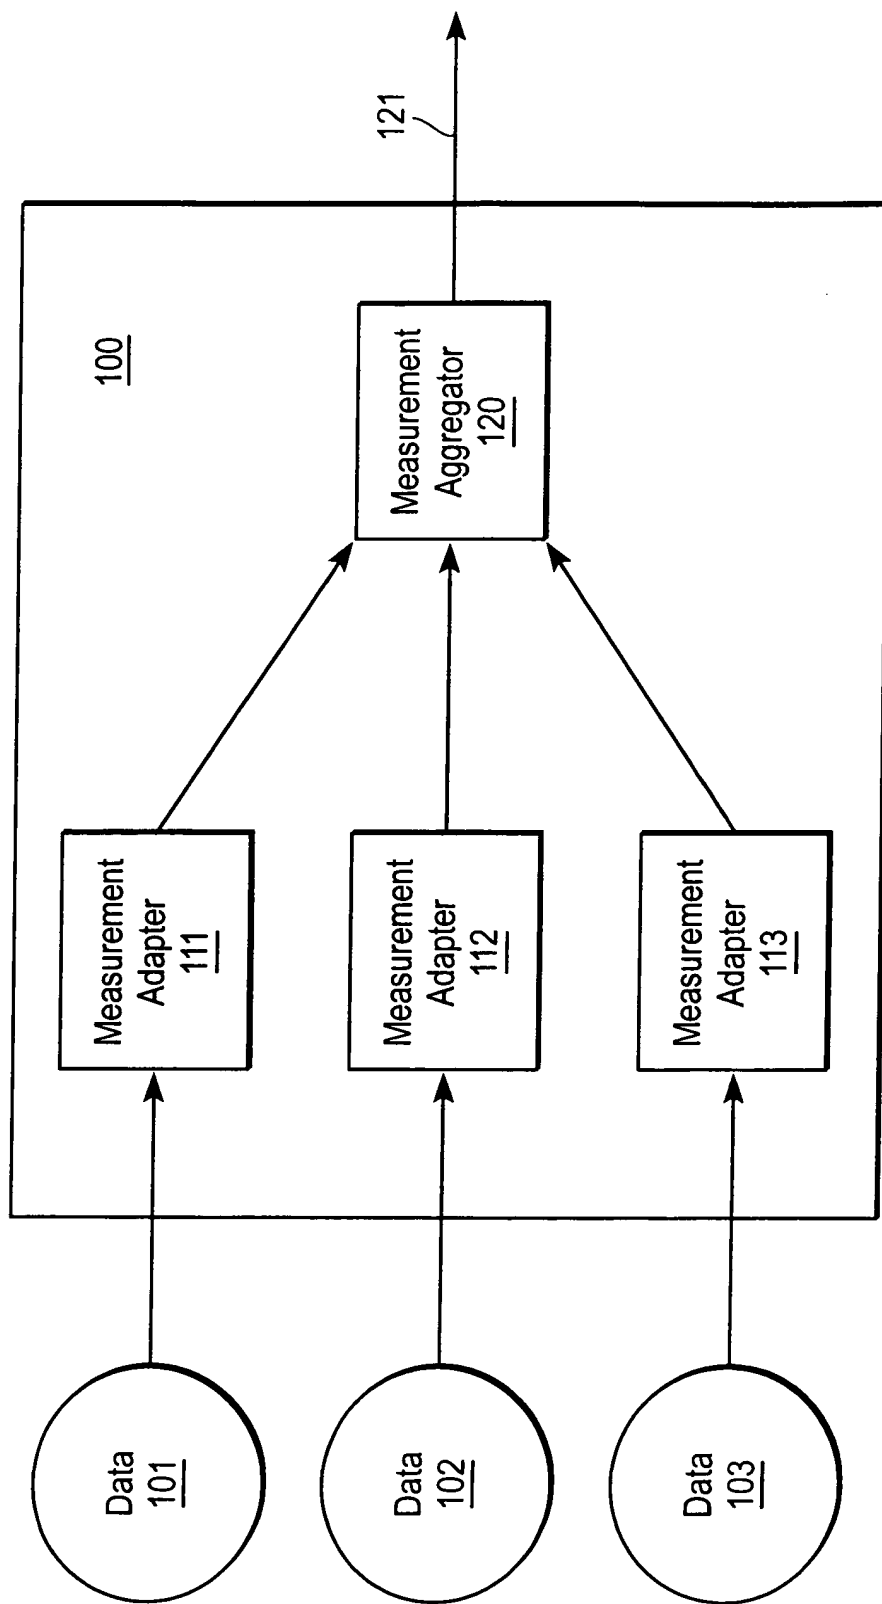 Data
101
Data
102
Data
103
Measurement
Adapter
111
Measurement
Adapter
112
Measurement
Adapter
113
100
Measurement
Aggregator
120
121